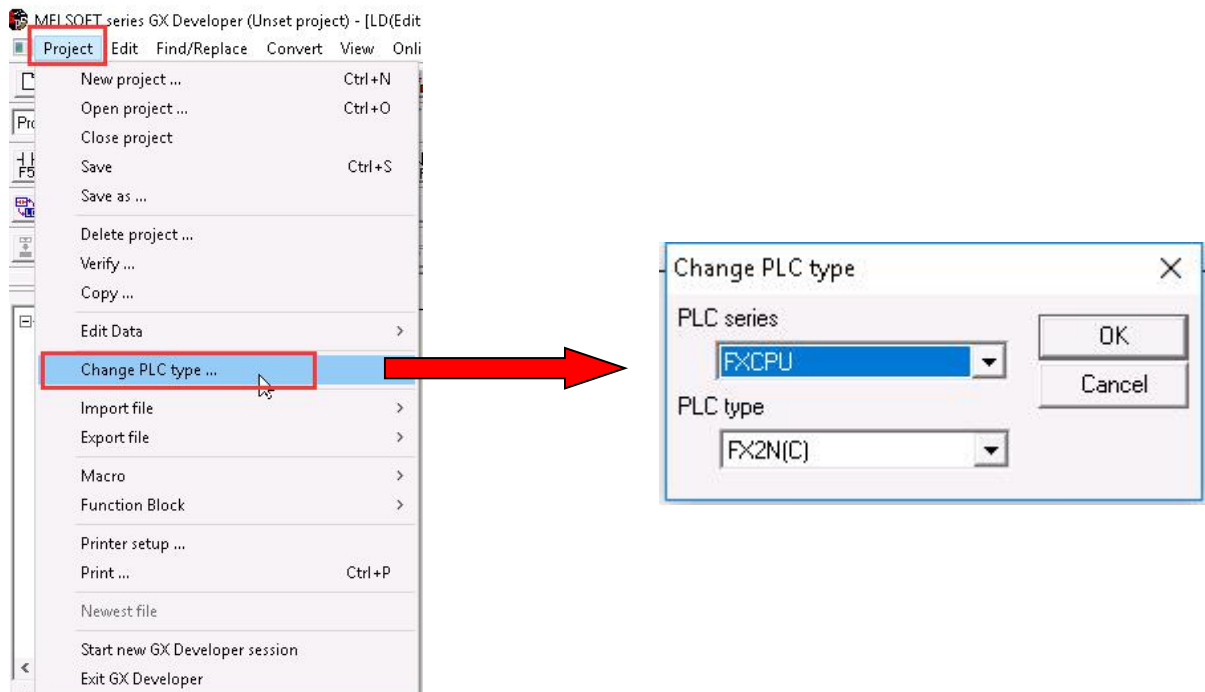 MELSOFT series GX Developer (Unset project) - [LD(Edit
Project Edit Find/Replace Convert View Onli
New project ... Ctrl+N
Open project ... Ctrl+O
Pro
Close project
Save Ctrl+S
F5
Save as ...
Delete project ...
Verify ...
Copy ...
Edit Data >
Change PLC type ...
Import file >
Export file >
Macro >
Function Block >
Printer setup ...
Print ... Ctrl+P
Newest file
Start new GX Developer session
Exit GX Developer
Change PLC type
PLC series
FXCPU
OK
Cancel
PLC type
FX2N(C)